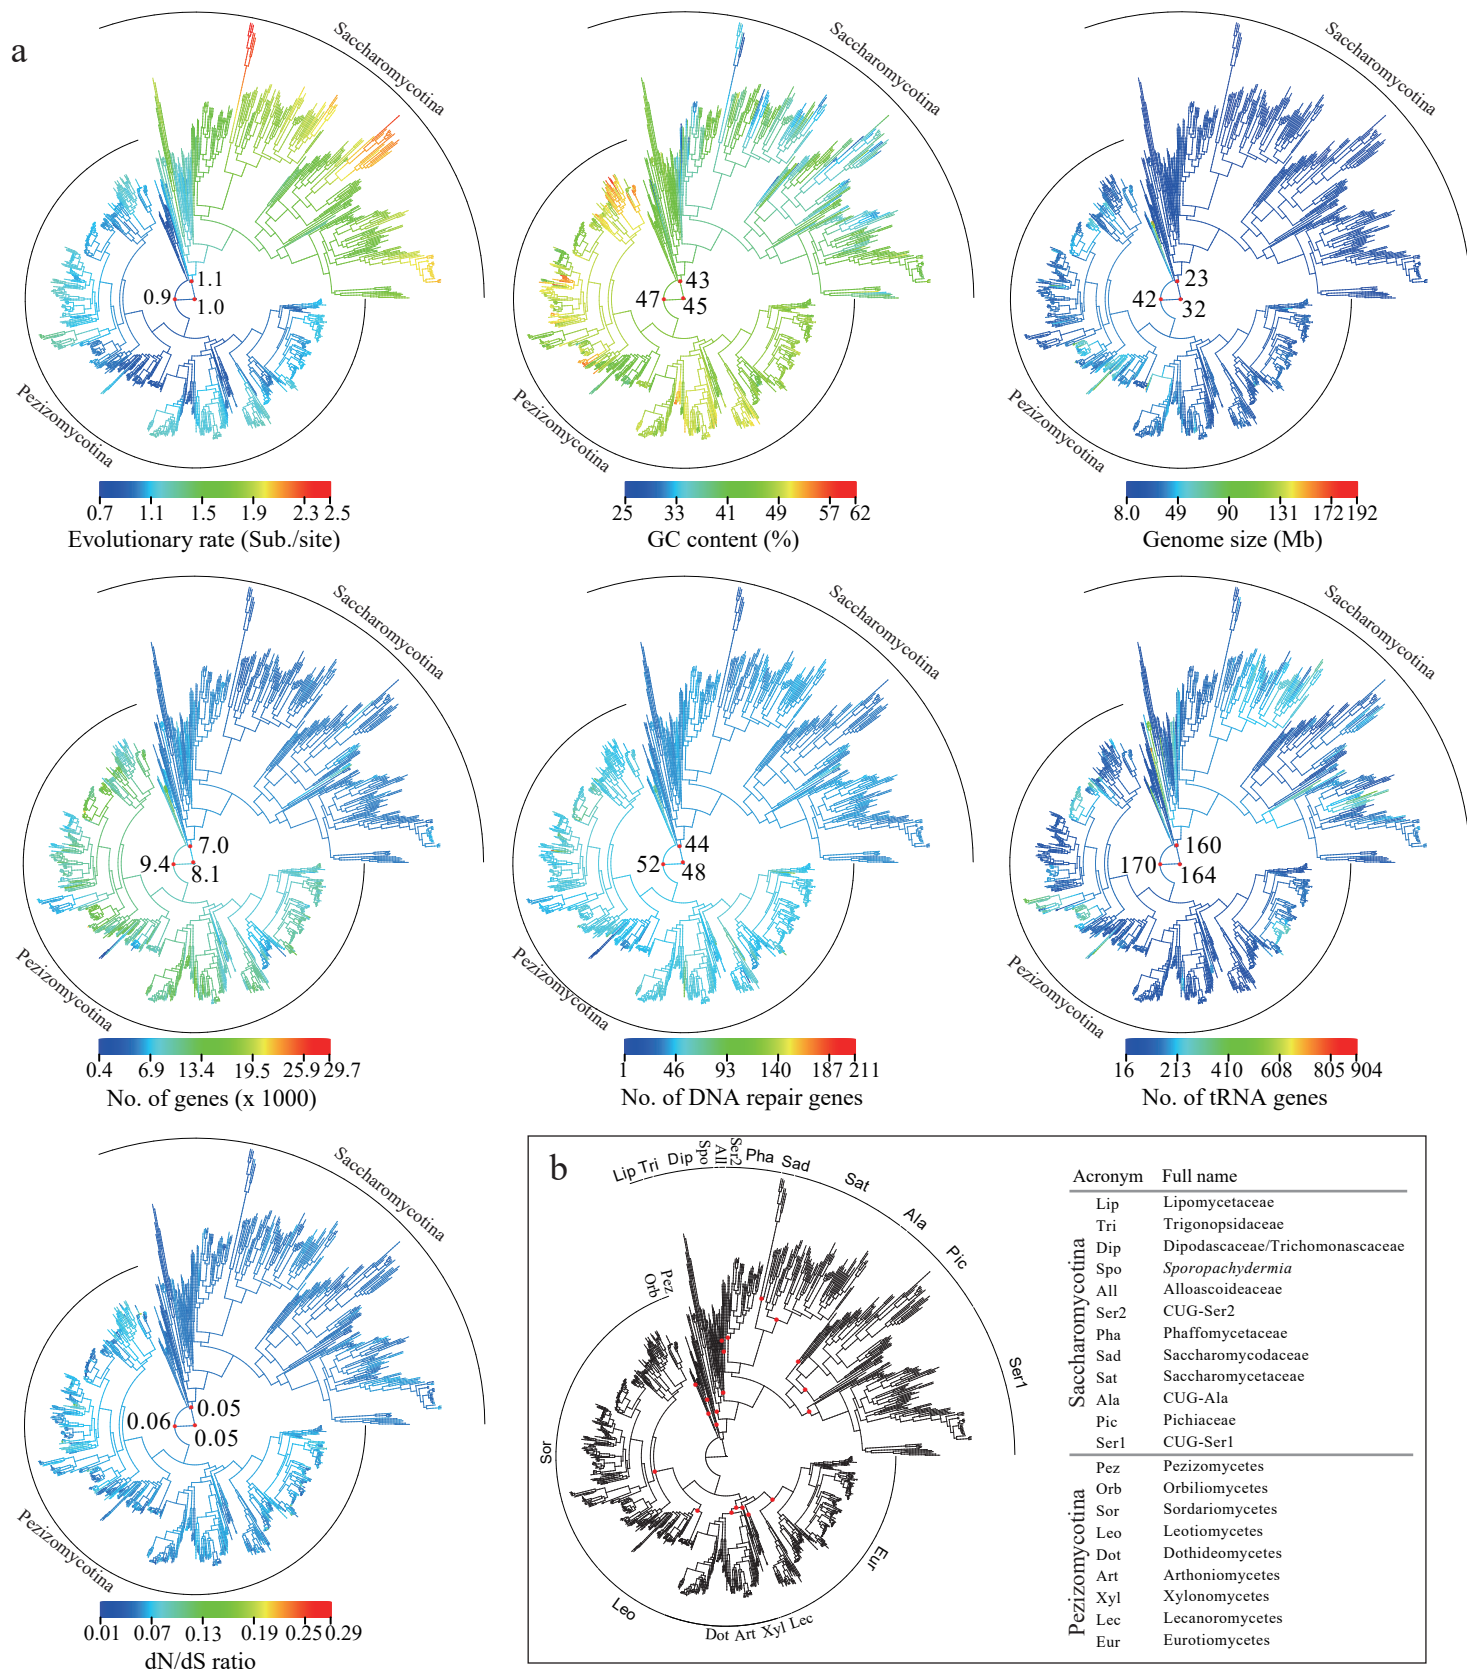 a
Saccharomycotina
Pezizomycotina
1.1
0.9
1.0
0.7 1.1 1.5 1.9 2.3 2.5
Evolutionary rate (Sub./site)
Saccharomycotina
Pezizomycotina
43
47
45
25 33 41 49 57 62
GC content (%)
Saccharomycotina
Pezizomycotina
23
42
32
8.0 49 90 131 172 192
Genome size (Mb)
Saccharomycotina
Pezizomycotina
7.0
9.4
8.1
0.4 6.9 13.4 19.5 25.9 29.7
No. of genes (x 1000)
Saccharomycotina
Pezizomycotina
44
52
48
1 46 93 140 187 211
No. of DNA repair genes
Saccharomycotina
Pezizomycotina
160
170
164
16 213 410 608 805 904
No. of tRNA genes
Saccharomycotina
Pezizomycotina
0.05
0.06
0.05
0.01 0.07 0.13 0.19 0.25 0.29
dN/dS ratio
b
Lip
Tri
Dip
Spo
All
Ser2
Pha
Sad
Sat
Ala
Pic
Ser1
Pez
Orb
Sor
Leo
Dot
Art
Xyl
Lec
Eur
Acronym Full name
Saccharomycotina
Lip Lipomycetaceae
Tri Trigonopsidaceae
Dip Dipodascaceae/Trichomonascaceae
Spo Sporopachydermia
All Alloascoideaceae
Ser2 CUG-Ser2
Pha Phaffomycetaceae
Sad Saccharomycodaceae
Sat Saccharomycetaceae
Ala CUG-Ala
Pic Pichiaceae
Ser1 CUG-Ser1
Pezizomycotina
Pez Pezizomycetes
Orb Orbiliomycetes
Sor Sordariomycetes
Leo Leotiomycetes
Dot Dothideomycetes
Art Arthoniomycetes
Xyl Xylonomycetes
Lec Lecanoromycetes
Eur Eurotiomycetes